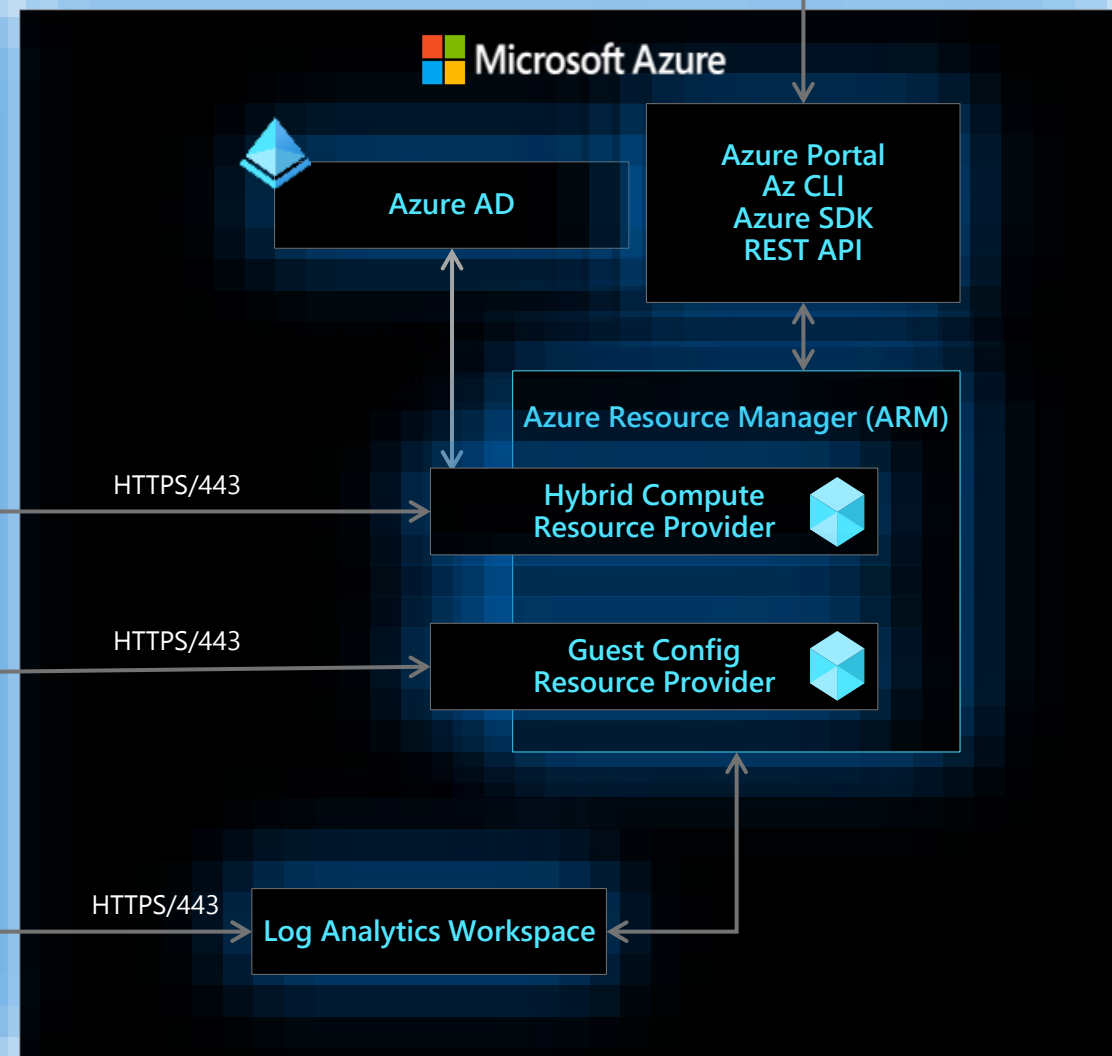 Microsoft Azure
Azure Portal
Az CLI
Azure SDK
REST API
Azure AD
Azure Resource Manager (ARM)
HTTPS/443
Hybrid Compute
Resource Provider
HTTPS/443
Guest Config
Resource Provider
HTTPS/443
Log Analytics Workspace